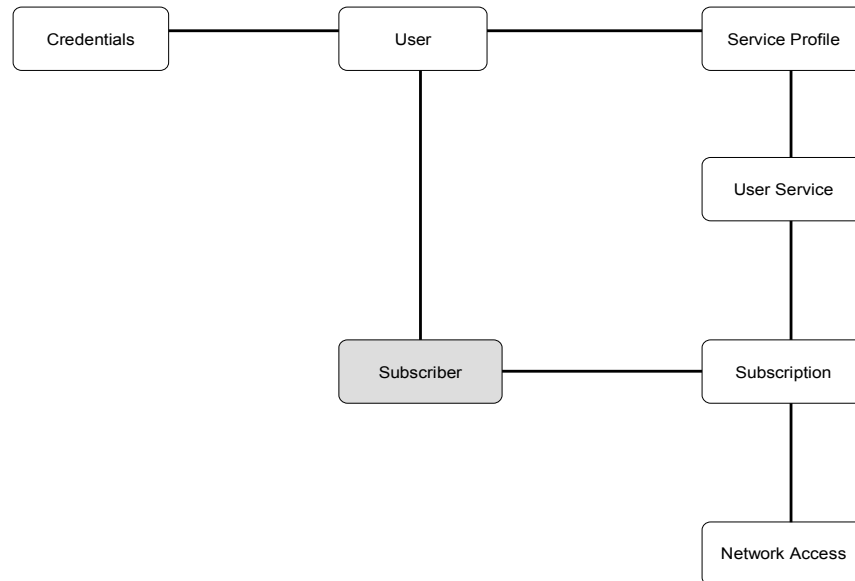 Credentials
User
Service Profile
User Service
Subscriber
Subscription
Network Access